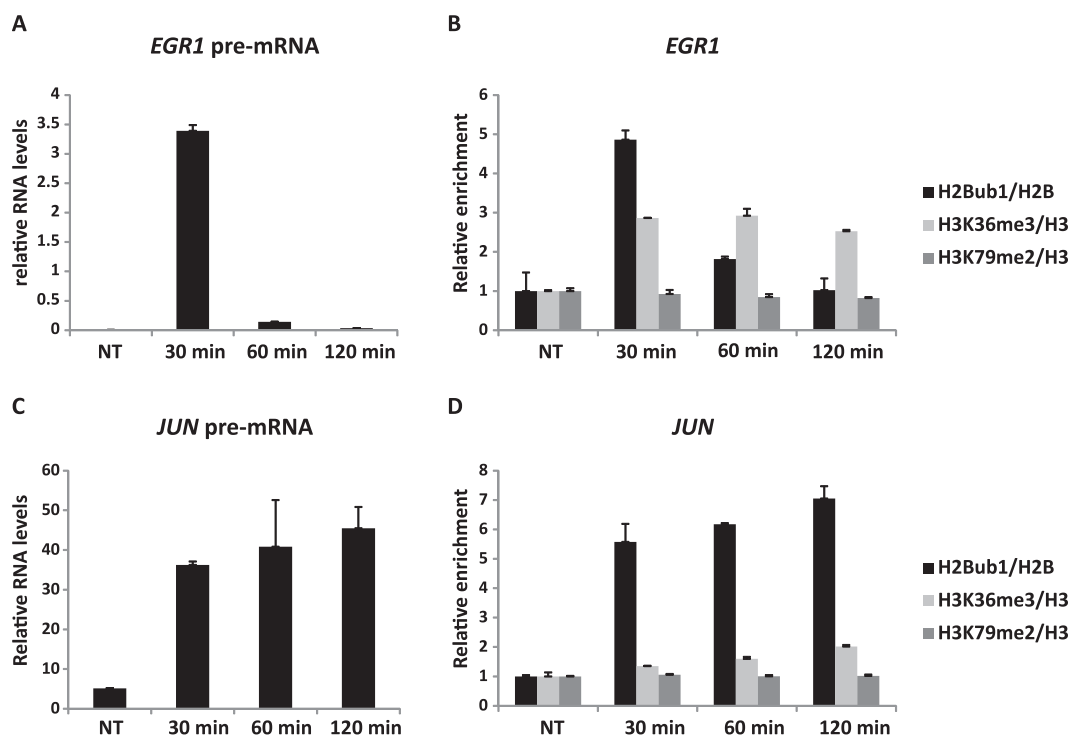 A
EGR1 pre-mRNA
relative RNA levels
4
3.5
3
2.5
2
1.5
1
0.5
0
NT 30 min 60 min 120 min
B
EGR1
Relative enrichment
6
5
4
3
2
1
0
NT 30 min 60 min 120 min
H2Bub1/H2B
H3K36me3/H3
H3K79me2/H3
C
JUN pre-mRNA
Relative RNA levels
60
50
40
30
20
10
0
NT 30 min 60 min 120 min
D
JUN
Relative enrichment
8
7
6
5
4
3
2
1
0
NT 30 min 60 min 120 min
H2Bub1/H2B
H3K36me3/H3
H3K79me2/H3